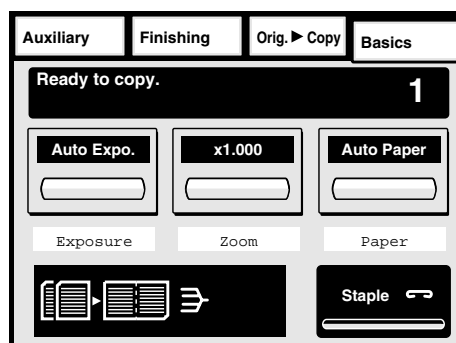 Auxiliary Finishing Orig. ▶ Copy Basics
Ready to copy. 1
Auto Expo. x1.000 Auto Paper
Exposure Zoom Paper
Staple